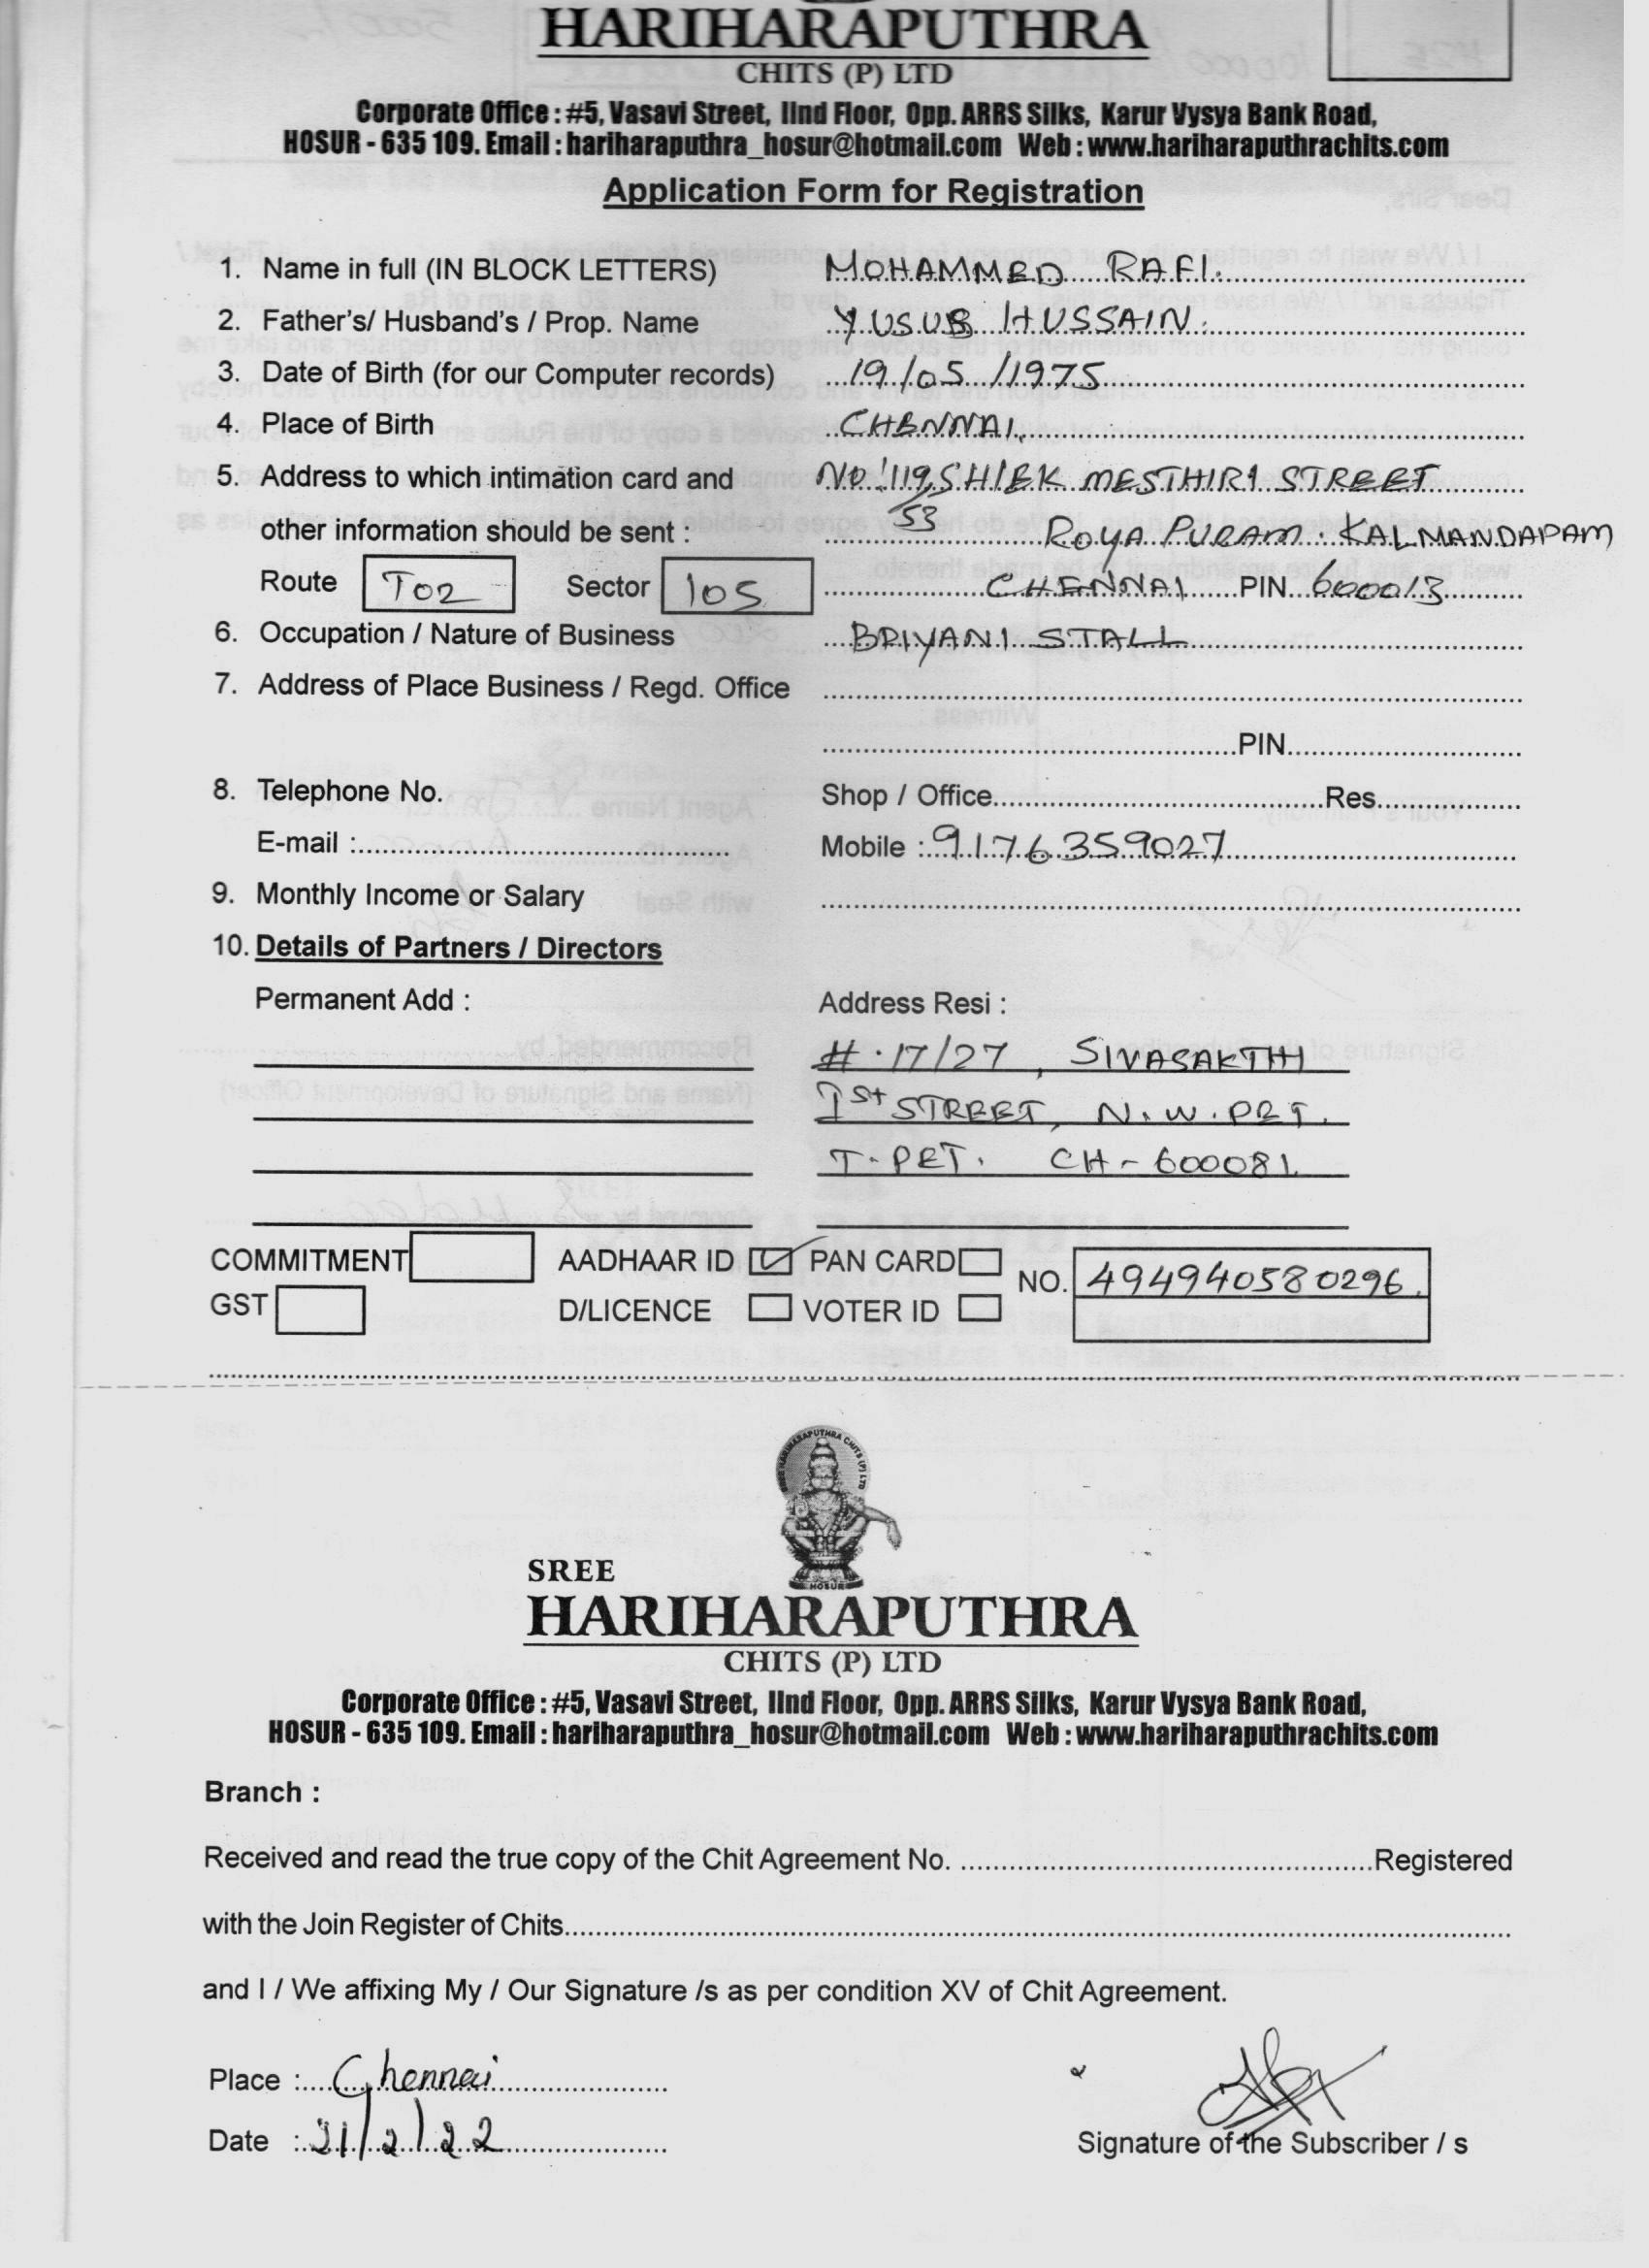 HARIHARAPUTHRA
CHITS (P) LTD
Corporate Office : #5, Vasavi Street, IInd Floor, Opp. ARRS Silks, Karur Vysya Bank Road,
HOSUR - 635 109. Email : hariharaputhra_hosur@hotmail.com Web : www.hariharaputhrachits.com
Application Form for Registration
1. Name in full (IN BLOCK LETTERS) MOHAMMED RAFI.
2. Father's/ Husband's / Prop. Name YUSUB HUSSAIN.
3. Date of Birth (for our Computer records) 19/05/1975
4. Place of Birth CHENNAI.
5. Address to which intimation card and NO! 119/53, SHIEK MESTHIRI STREET
other information should be sent : ROYA PURAM. KALMANDAPAM
Route T02 Sector 105 CHENNAI PIN 600013
6. Occupation / Nature of Business BRIYANI STALL
7. Address of Place Business / Regd. Office
PIN
8. Telephone No. Shop / Office Res.
E-mail : Mobile : 9176359027
9. Monthly Income or Salary
10. Details of Partners / Directors
Permanent Add : Address Resi :
#.17/27, SIVASAKTHI
1st STREET, N.W.PET.
T.PET. CH-600081.
COMMITMENT AADHAAR ID ✓ PAN CARD NO. 494940580296.
GST D/LICENCE VOTER ID
SREE HARIHARAPUTHRA CHITS (P) LTD
HOSUR
SREE
HARIHARAPUTHRA
CHITS (P) LTD
Corporate Office : #5, Vasavi Street, IInd Floor, Opp. ARRS Silks, Karur Vysya Bank Road,
HOSUR - 635 109. Email : hariharaputhra_hosur@hotmail.com Web : www.hariharaputhrachits.com
Branch :
Received and read the true copy of the Chit Agreement No. Registered
with the Join Register of Chits
and I / We affixing My / Our Signature /s as per condition XV of Chit Agreement.
Place : Chennai
Date : 21/2/22
Signature of the Subscriber / s